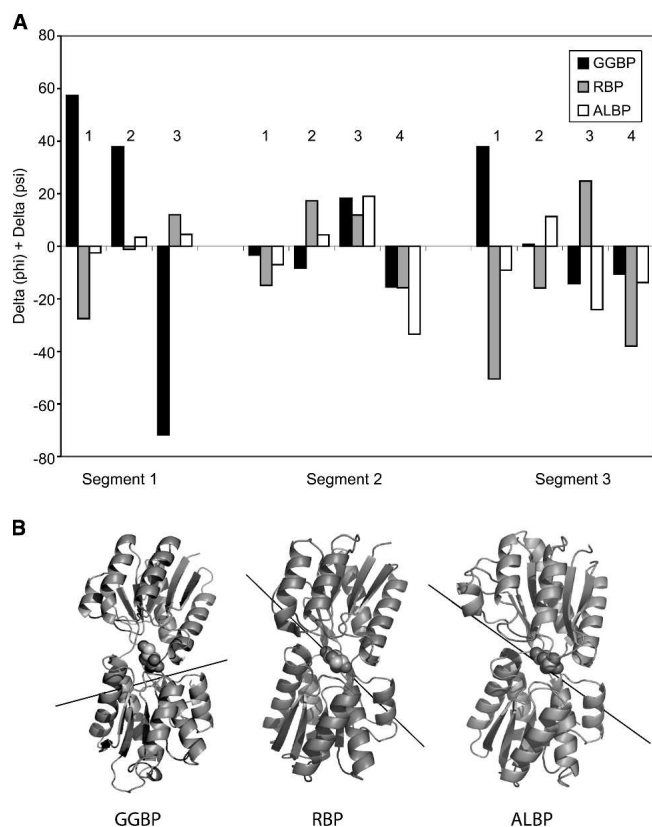 A
80
60
40
20
0
-20
-40
-60
-80
Delta (phi) + Delta (psi)
GGBP
RBP
ALBP
1 2 3 1 2 3 4 1 2 3 4
Segment 1 Segment 2 Segment 3
B
GGBP RBP ALBP